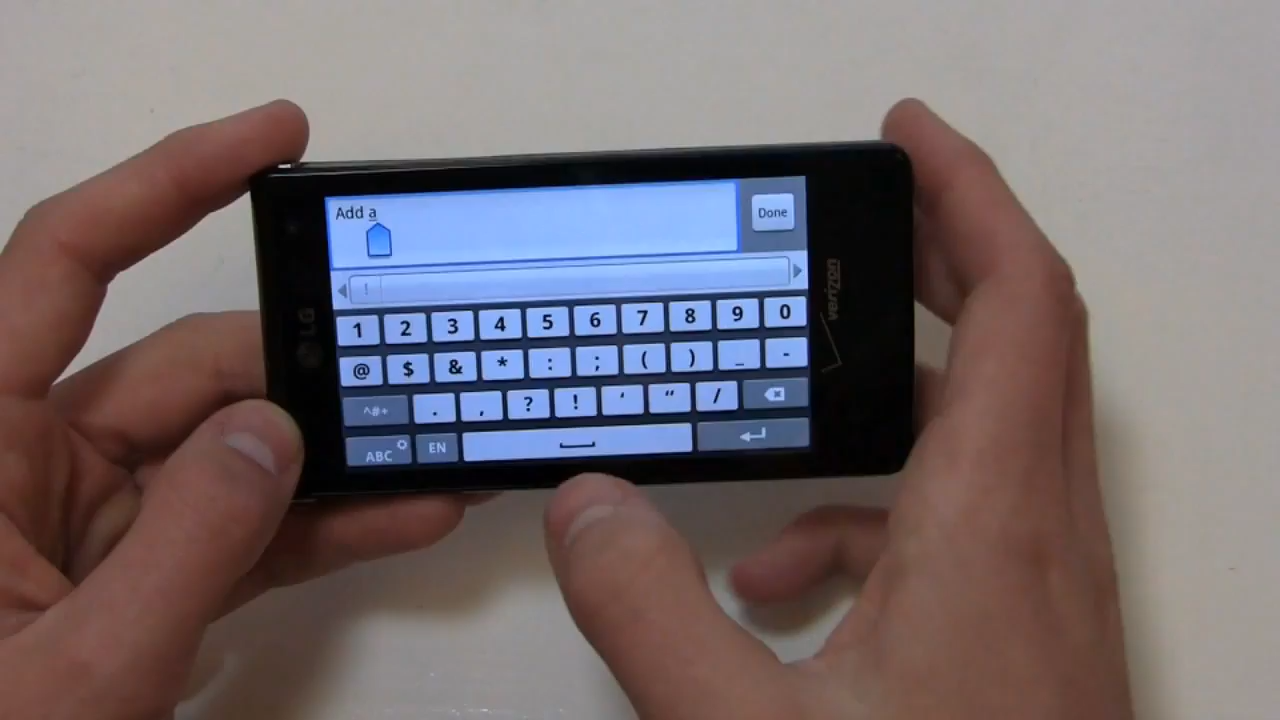 Add a
Done
!
1 2 3 4 5 6 7 8 9 0
@ $ & * : ; ( ) _ -
^#+ . , ? ! ‘ “ /
ABC EN
LG
verizon